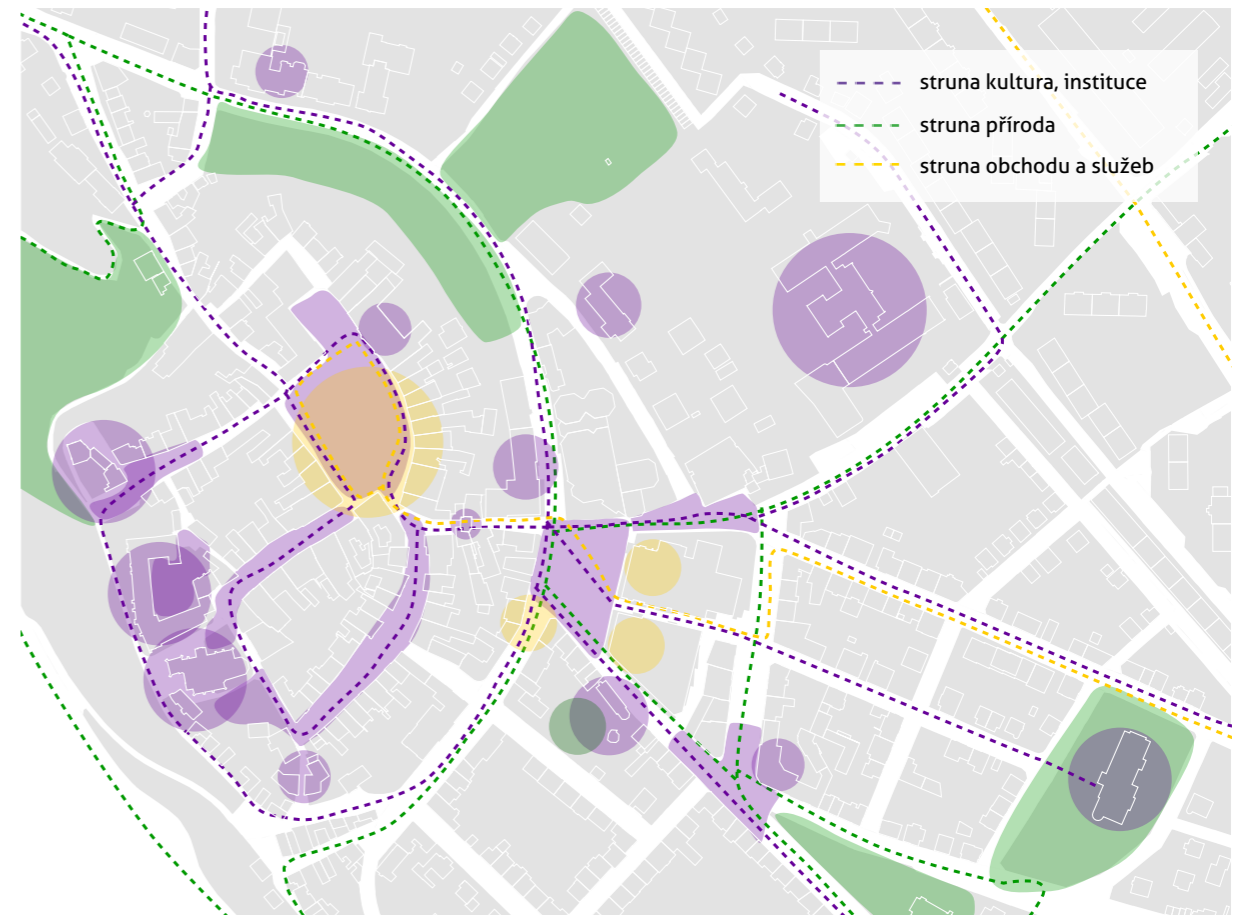 struna kultura, instituce
struna příroda
struna obchodu a služeb